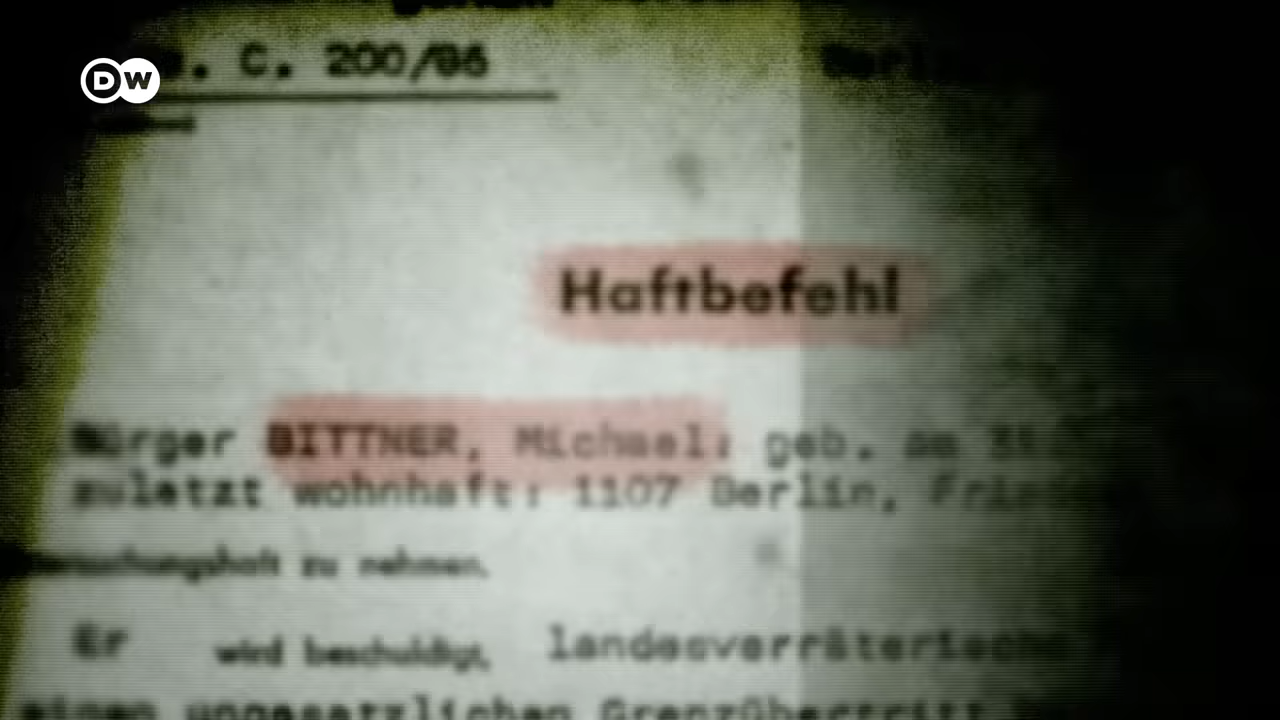 DW
. C. 200/86
Haftbefehl
Bürger BITTNER, Michael, geb. am
zuletzt wohnhaft: 1107 Berlin,
zu nehmen.
Er wird beschuldigt, landesverräterische
einen ungesetzlichen Grenzübertritt